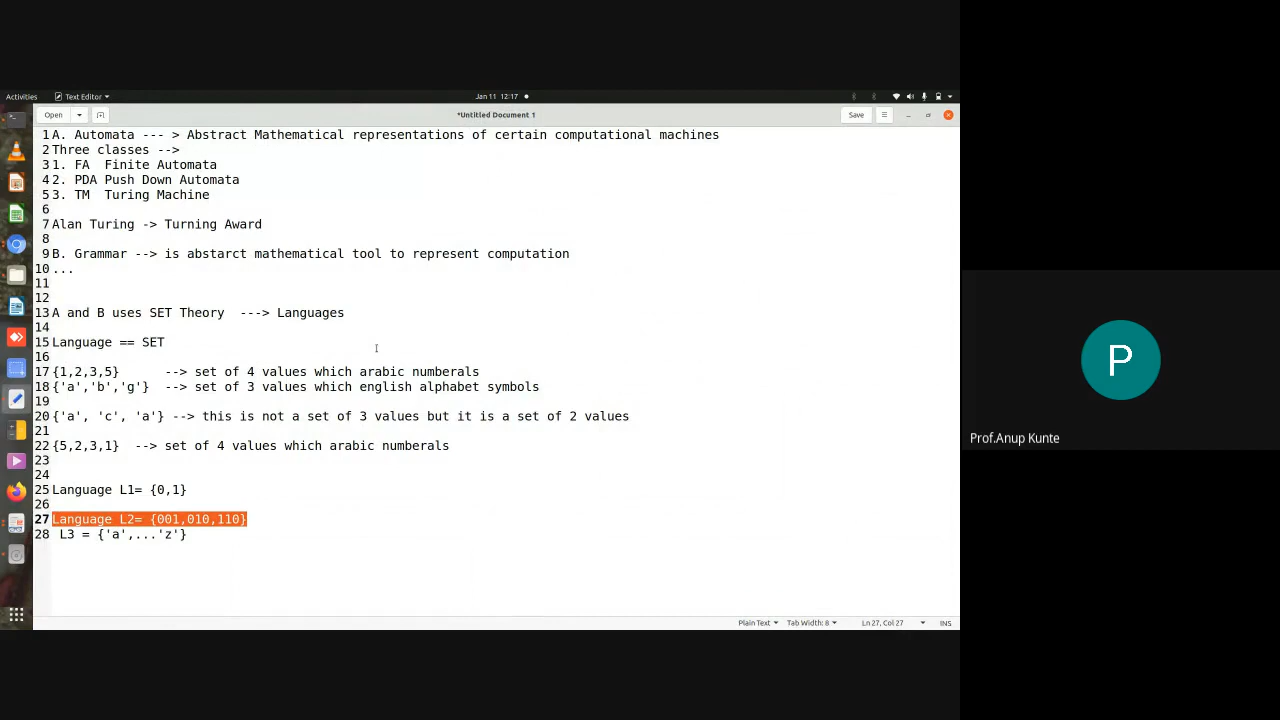 Activities
Text Editor
Jan 11 12:17
Open
*Untitled Document 1
Save
1 A. Automata --- > Abstract Mathematical representations of certain computational machines
2 Three classes -->
3 1. FA  Finite Automata
4 2. PDA Push Down Automata
5 3. TM  Turing Machine
6
7 Alan Turing -> Turning Award
8
9 B. Grammar --> is abstarct mathematical tool to represent computation
10 ...
11
12
13 A and B uses SET Theory  ---> Languages
14
15 Language == SET
16
17 {1,2,3,5}      --> set of 4 values which arabic numberals
18 {'a','b','g'}  --> set of 3 values which english alphabet symbols
19
20 {'a', 'c', 'a'} --> this is not a set of 3 values but it is a set of 2 values
21
22 {5,2,3,1}  --> set of 4 values which arabic numberals
23
24
25 Language L1= {0,1}
26
27 Language L2= {001,010,110}
28  L3 = {'a',...'z'}
Plain Text
Tab Width: 8
Ln 27, Col 27
INS
P
Prof.Anup Kunte